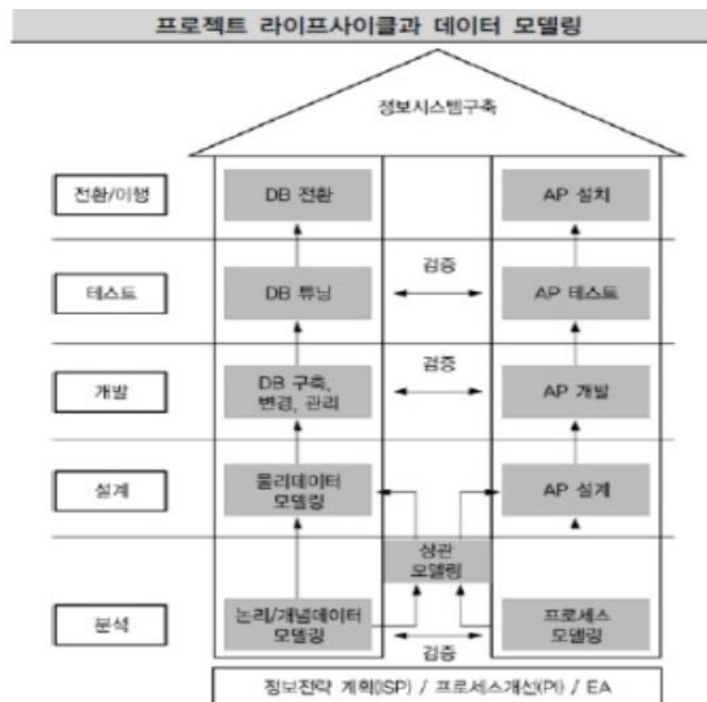 프로젝트 라이프사이클과 데이터 모델링
정보시스템구축
전환/이행
DB 전환
AP 설치
테스트
DB 튜닝
검증
AP 테스트
개발
DB 구축,
변경, 관리
검증
AP 개발
설계
물리데이터
모델링
AP 설계
상관
모델링
분석
논리/개념데이터
모델링
검증
프로세스
모델링
정보전략 계획(ISP) / 프로세스개선(PI) / EA